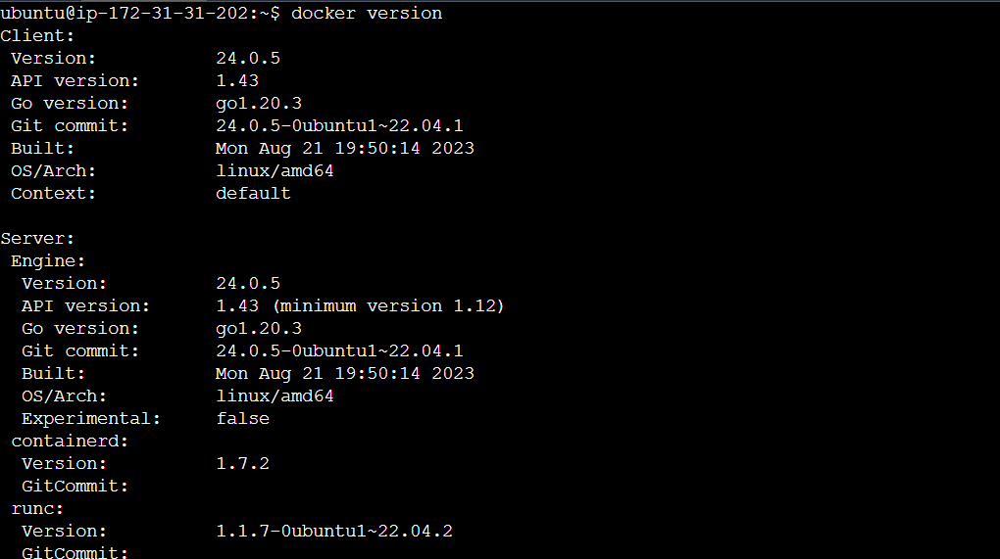 ubuntu@ip-172-31-31-202:~$ docker version
Client:
 Version:           24.0.5
 API version:       1.43
 Go version:        go1.20.3
 Git commit:        24.0.5-0ubuntu1~22.04.1
 Built:             Mon Aug 21 19:50:14 2023
 OS/Arch:           linux/amd64
 Context:           default

Server:
 Engine:
  Version:          24.0.5
  API version:      1.43 (minimum version 1.12)
  Go version:       go1.20.3
  Git commit:       24.0.5-0ubuntu1~22.04.1
  Built:            Mon Aug 21 19:50:14 2023
  OS/Arch:          linux/amd64
  Experimental:     false
 containerd:
  Version:          1.7.2
  GitCommit:
 runc:
  Version:          1.1.7-0ubuntu1~22.04.2
  GitCommit: